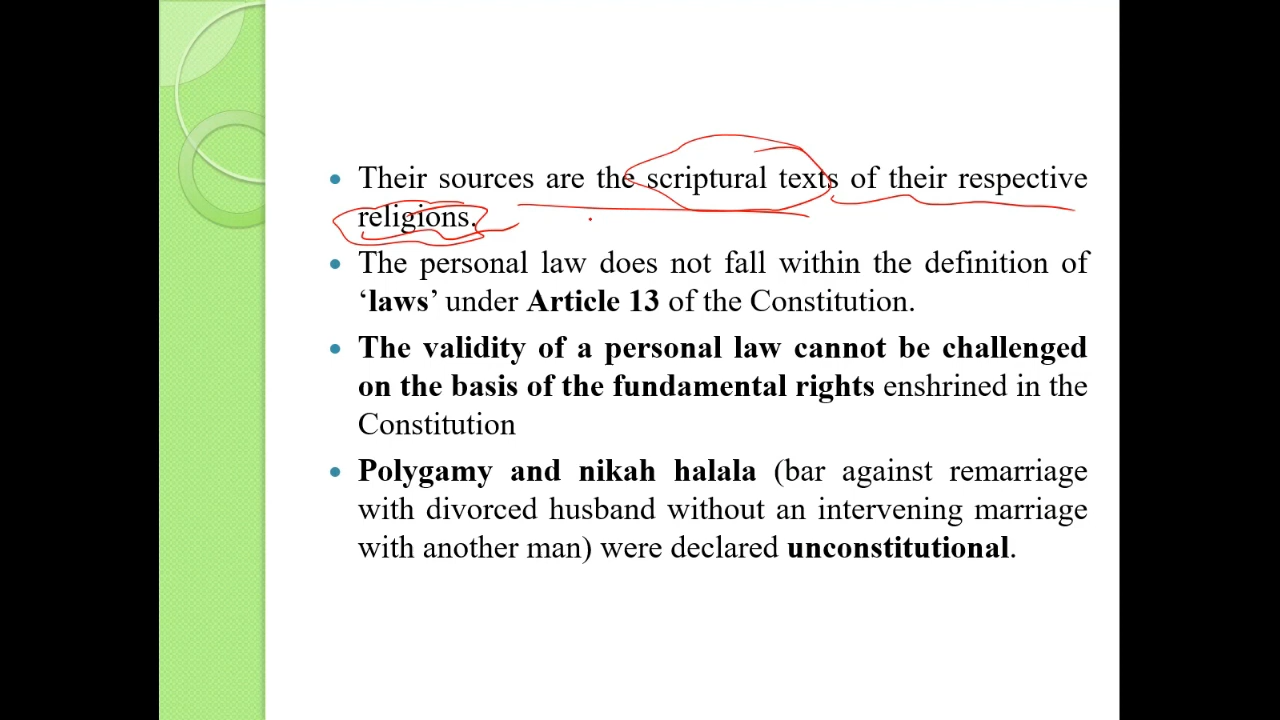 Their sources are the scriptural texts of their respective
religions.
The personal law does not fall within the definition of
‘laws’ under Article 13 of the Constitution.
The validity of a personal law cannot be challenged
on the basis of the fundamental rights enshrined in the
Constitution
Polygamy and nikah halala (bar against remarriage
with divorced husband without an intervening marriage
with another man) were declared unconstitutional.